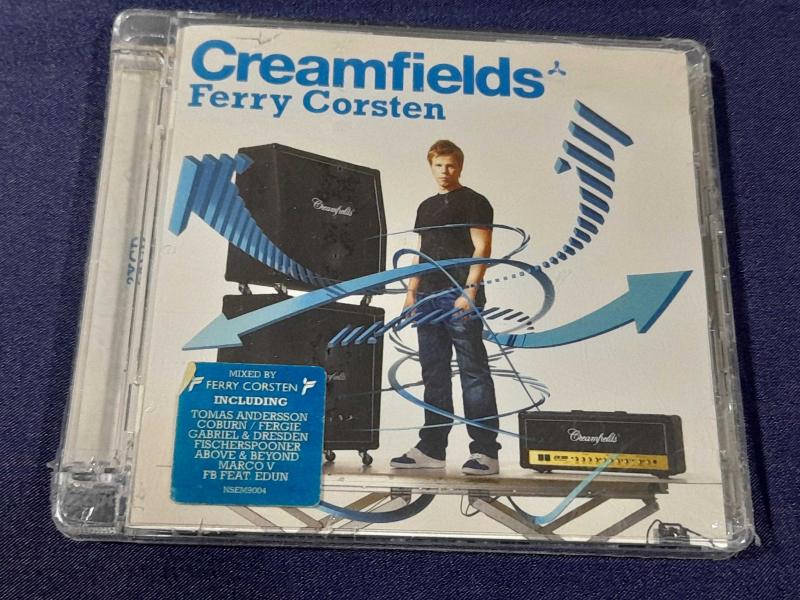 Creamfields
Ferry Corsten
Creamfields
2XCD
Creamfields
MIXED BY
FERRY CORSTEN
INCLUDING
TOMAS ANDERSSON
COBURN / FERGIE
GABRIEL & DRESDEN
FISCHERSPOONER
ABOVE & BEYOND
MARCO V
FB FEAT. EDUN
NSEM9004